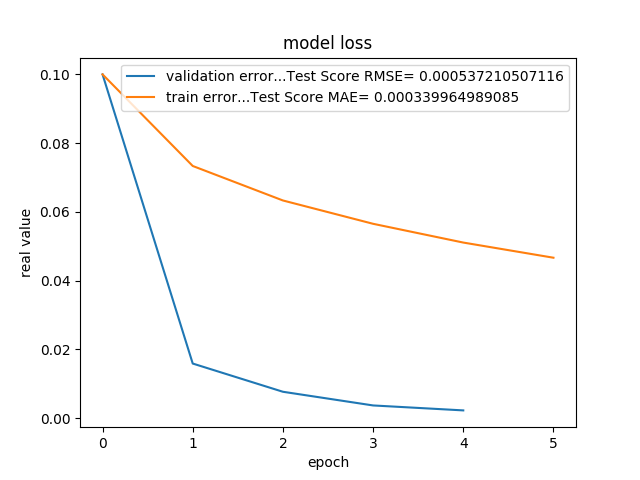 model loss
validation error...Test Score RMSE= 0.000537210507116
train error...Test Score MAE= 0.000339964989085
real value
0.10
0.08
0.06
0.04
0.02
0.00
0 1 2 3 4 5
epoch